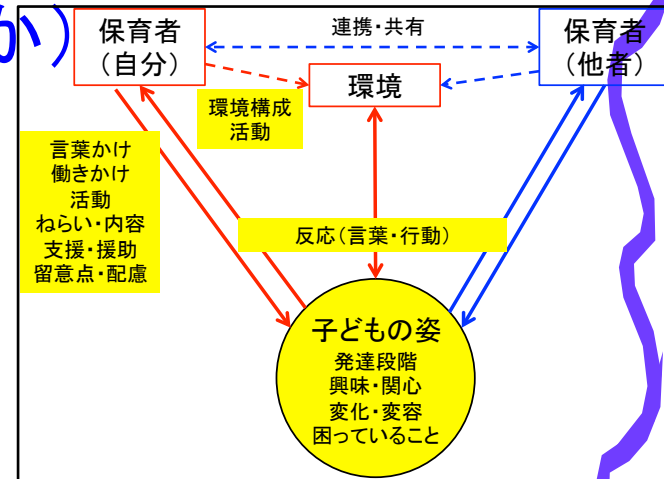 か)
保育者
(自分)
連携・共有
保育者
(他者)
環境
環境構成
活動
言葉かけ
働きかけ
活動
ねらい・内容
支援・援助
留意点・配慮
反応(言葉・行動)
子どもの姿
発達段階
興味・関心
変化・変容
困っていること